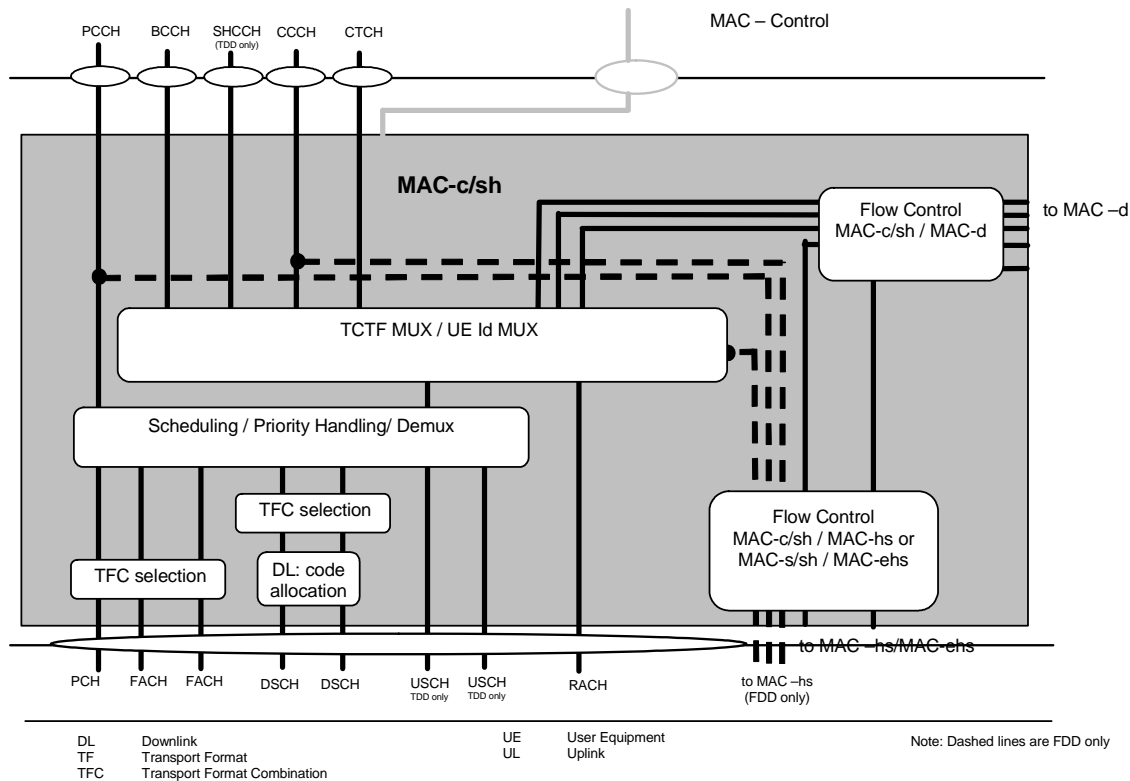 MAC – Control
PCCH BCCH SHCCH CCCH CTCH
(TDD only)
MAC-c/sh
Flow Control
MAC-c/sh / MAC-d
to MAC –d
TCTF MUX / UE Id MUX
Scheduling / Priority Handling/ Demux
TFC selection
Flow Control
MAC-c/sh / MAC-hs or
MAC-s/sh / MAC-ehs
TFC selection
DL: code
allocation
to MAC –hs/MAC-ehs
PCH FACH FACH DSCH DSCH USCH USCH RACH
TDD only TDD only
to MAC –hs
(FDD only)
DL Downlink
TF Transport Format
TFC Transport Format Combination
UE User Equipment
UL Uplink
Note: Dashed lines are FDD only